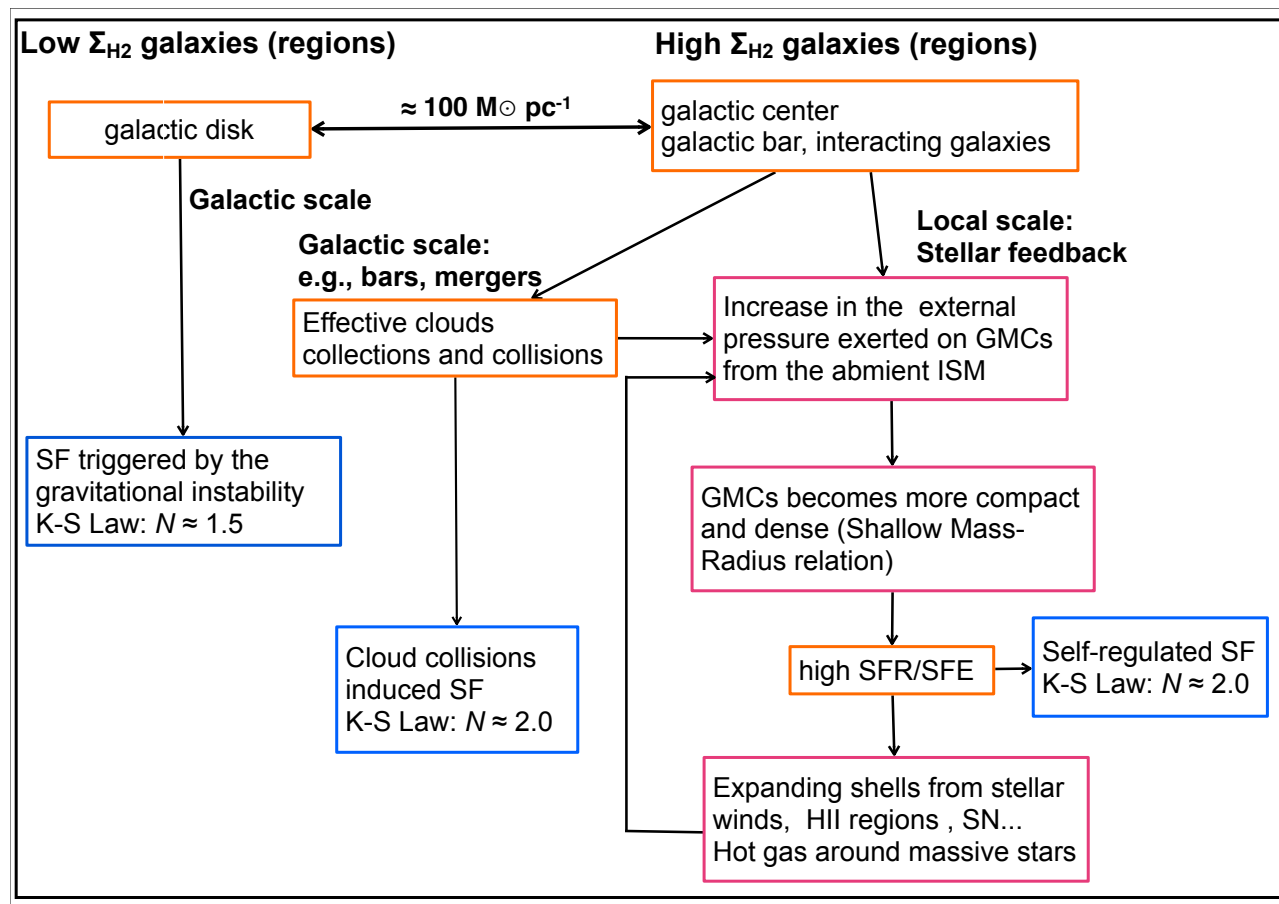 Low ΣH2 galaxies (regions)
High ΣH2 galaxies (regions)
≈ 100 M⊙ pc-1
galactic disk
galactic center
galactic bar, interacting galaxies
Galactic scale
Galactic scale:
e.g., bars, mergers
Local scale:
Stellar feedback
Effective clouds
collections and collisions
Increase in the  external
pressure exerted on GMCs
from the abmient ISM
SF triggered by the
gravitational instability
K-S Law: N ≈ 1.5
GMCs becomes more compact
and dense (Shallow Mass-
Radius relation)
Cloud collisions
induced SF
K-S Law: N ≈ 2.0
high SFR/SFE
Self-regulated SF
K-S Law: N ≈ 2.0
Expanding shells from stellar
winds,  HII regions , SN...
Hot gas around massive stars